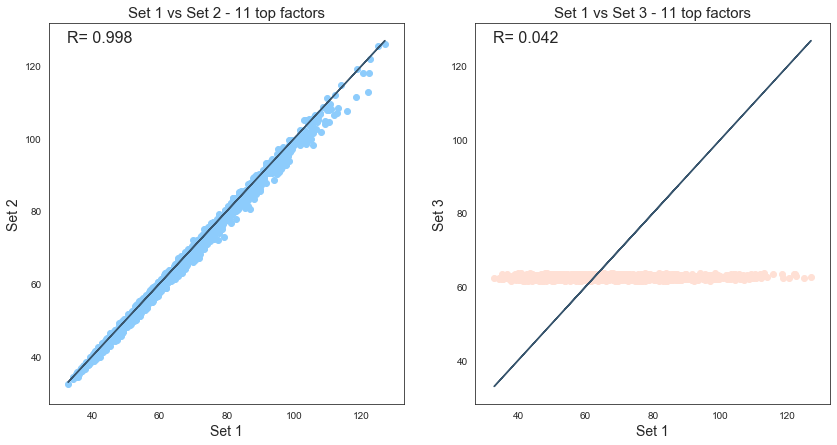 Set 1 vs Set 2 - 11 top factors
R= 0.998
120
100
80
60
40
Set 2
40 60 80 100 120
Set 1
Set 1 vs Set 3 - 11 top factors
R= 0.042
120
100
80
60
40
Set 3
40 60 80 100 120
Set 1